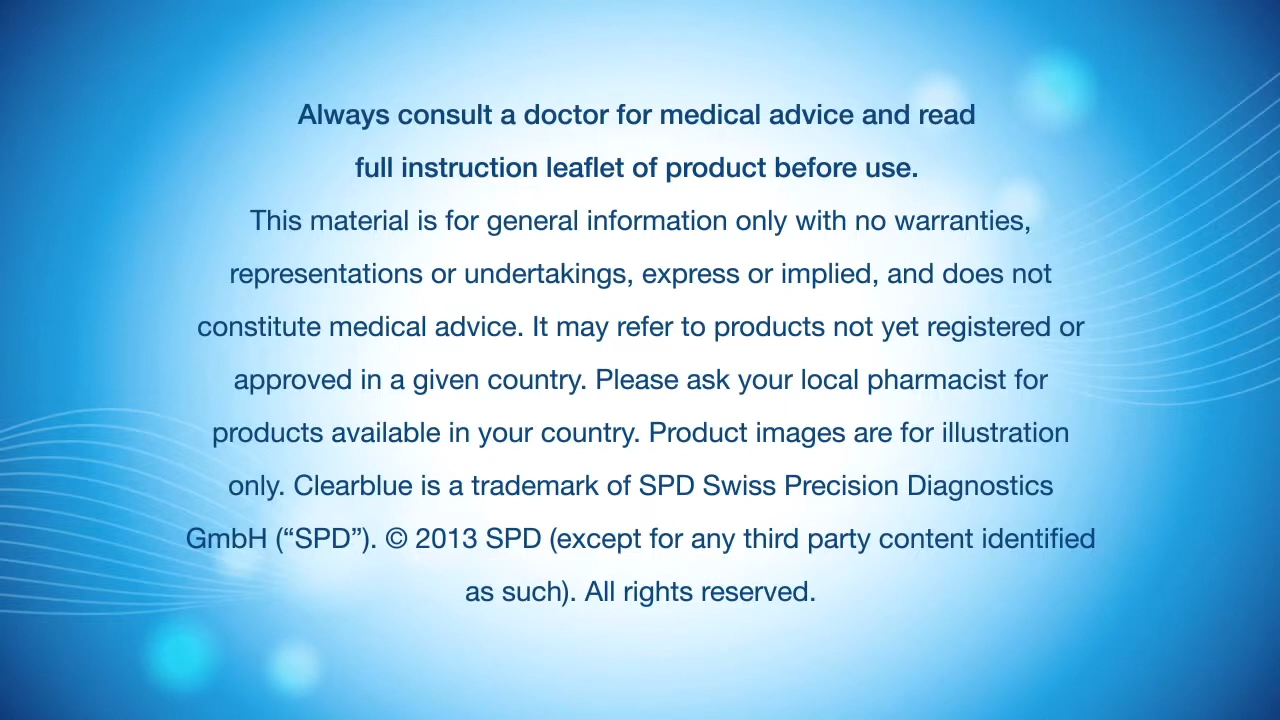 Always consult a doctor for medical advice and read
full instruction leaflet of product before use.
This material is for general information only with no warranties,
representations or undertakings, express or implied, and does not
constitute medical advice. It may refer to products not yet registered or
approved in a given country. Please ask your local pharmacist for
products available in your country. Product images are for illustration
only. Clearblue is a trademark of SPD Swiss Precision Diagnostics
GmbH (“SPD”). © 2013 SPD (except for any third party content identified
as such). All rights reserved.